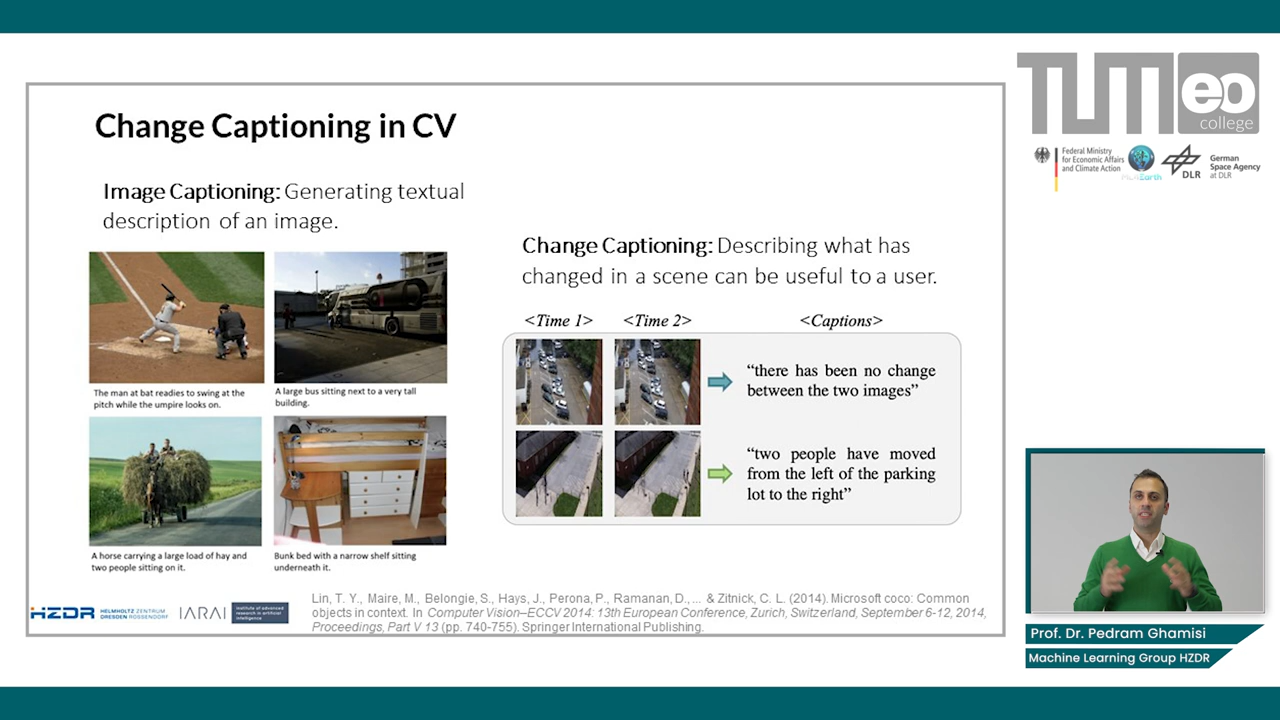 Change Captioning in CV
Image Captioning: Generating textual
description of an image.
The man at bat readies to swing at the
pitch while the umpire looks on.
A large bus sitting next to a very tall
building.
A horse carrying a large load of hay and
two people sitting on it.
Bunk bed with a narrow shelf sitting
underneath it.
Change Captioning: Describing what has
changed in a scene can be useful to a user.
<Time 1> <Time 2> <Captions>
“there has been no change
between the two images”
“two people have moved
from the left of the parking
lot to the right”
HZDR HELMHOLTZ ZENTRUM
DRESDEN ROSSENDORF
IARAI institute of advanced
research in artificial
intelligence
Lin, T. Y., Maire, M., Belongie, S., Hays, J., Perona, P., Ramanan, D., ... & Zitnick, C. L. (2014). Microsoft coco: Common
objects in context. In Computer Vision–ECCV 2014: 13th European Conference, Zurich, Switzerland, September 6-12, 2014,
Proceedings, Part V 13 (pp. 740-755). Springer International Publishing.
TUM eo
college
Federal Ministry
for Economic Affairs
and Climate Action
ML4Earth
DLR
German
Space Agency
at DLR
Prof. Dr. Pedram Ghamisi
Machine Learning Group HZDR